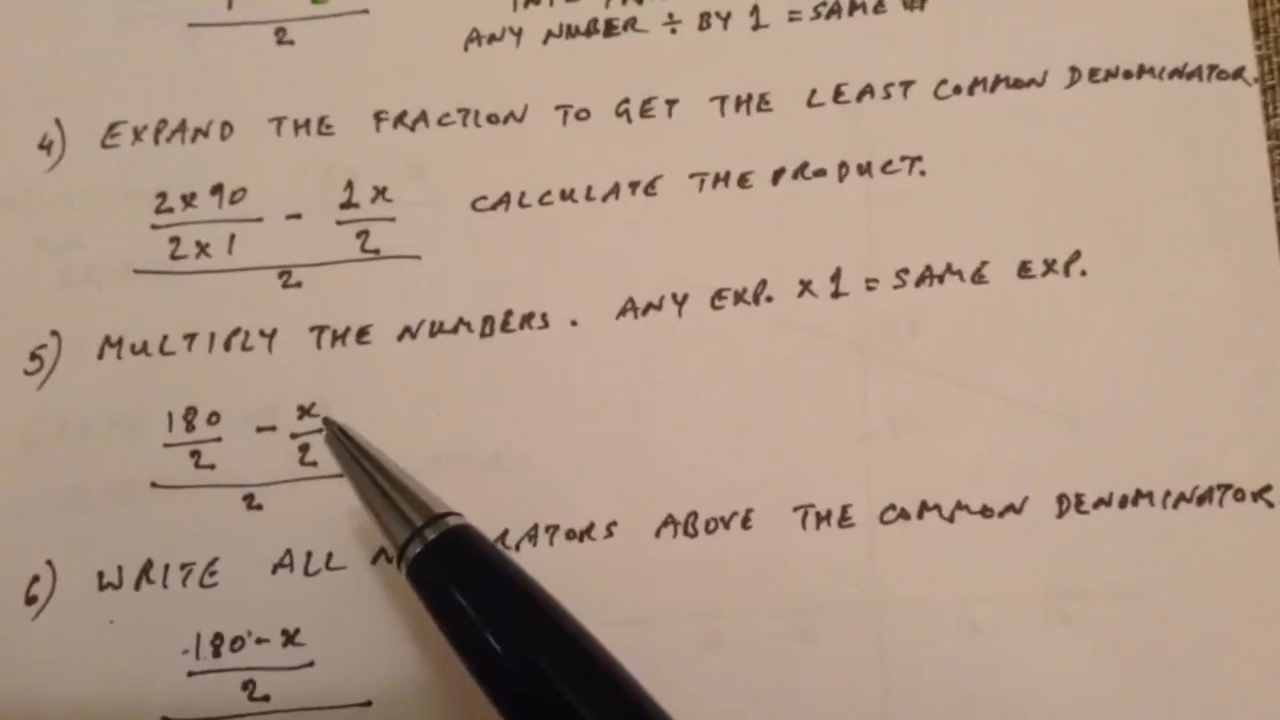 2
ANY NUMBER ÷ BY 1 = SAME #
4) EXPAND THE FRACTION TO GET THE LEAST COMMON DENOMINATOR.
2 x 90 - 1x CALCULATE THE PRODUCT.
2 x 1 2
2
5) MULTIPLY THE NUMBERS. ANY EXP. x 1 = SAME EXP.
180 - x
2 2
2
6) WRITE ALL ABOVE THE COMMON DENOMINATOR
180 - x
2